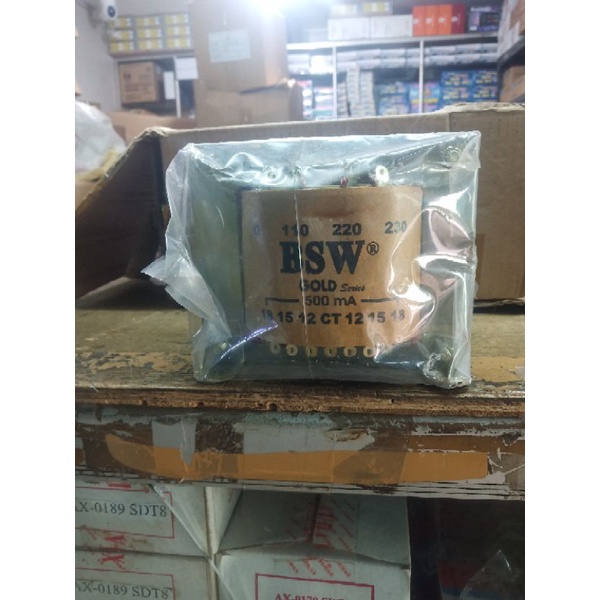 0 110 220 230
BSW®
GOLD Series
500 mA
18 15 12 CT 12 15 18
AX-0189 SDT8
AX-0189 SDT8